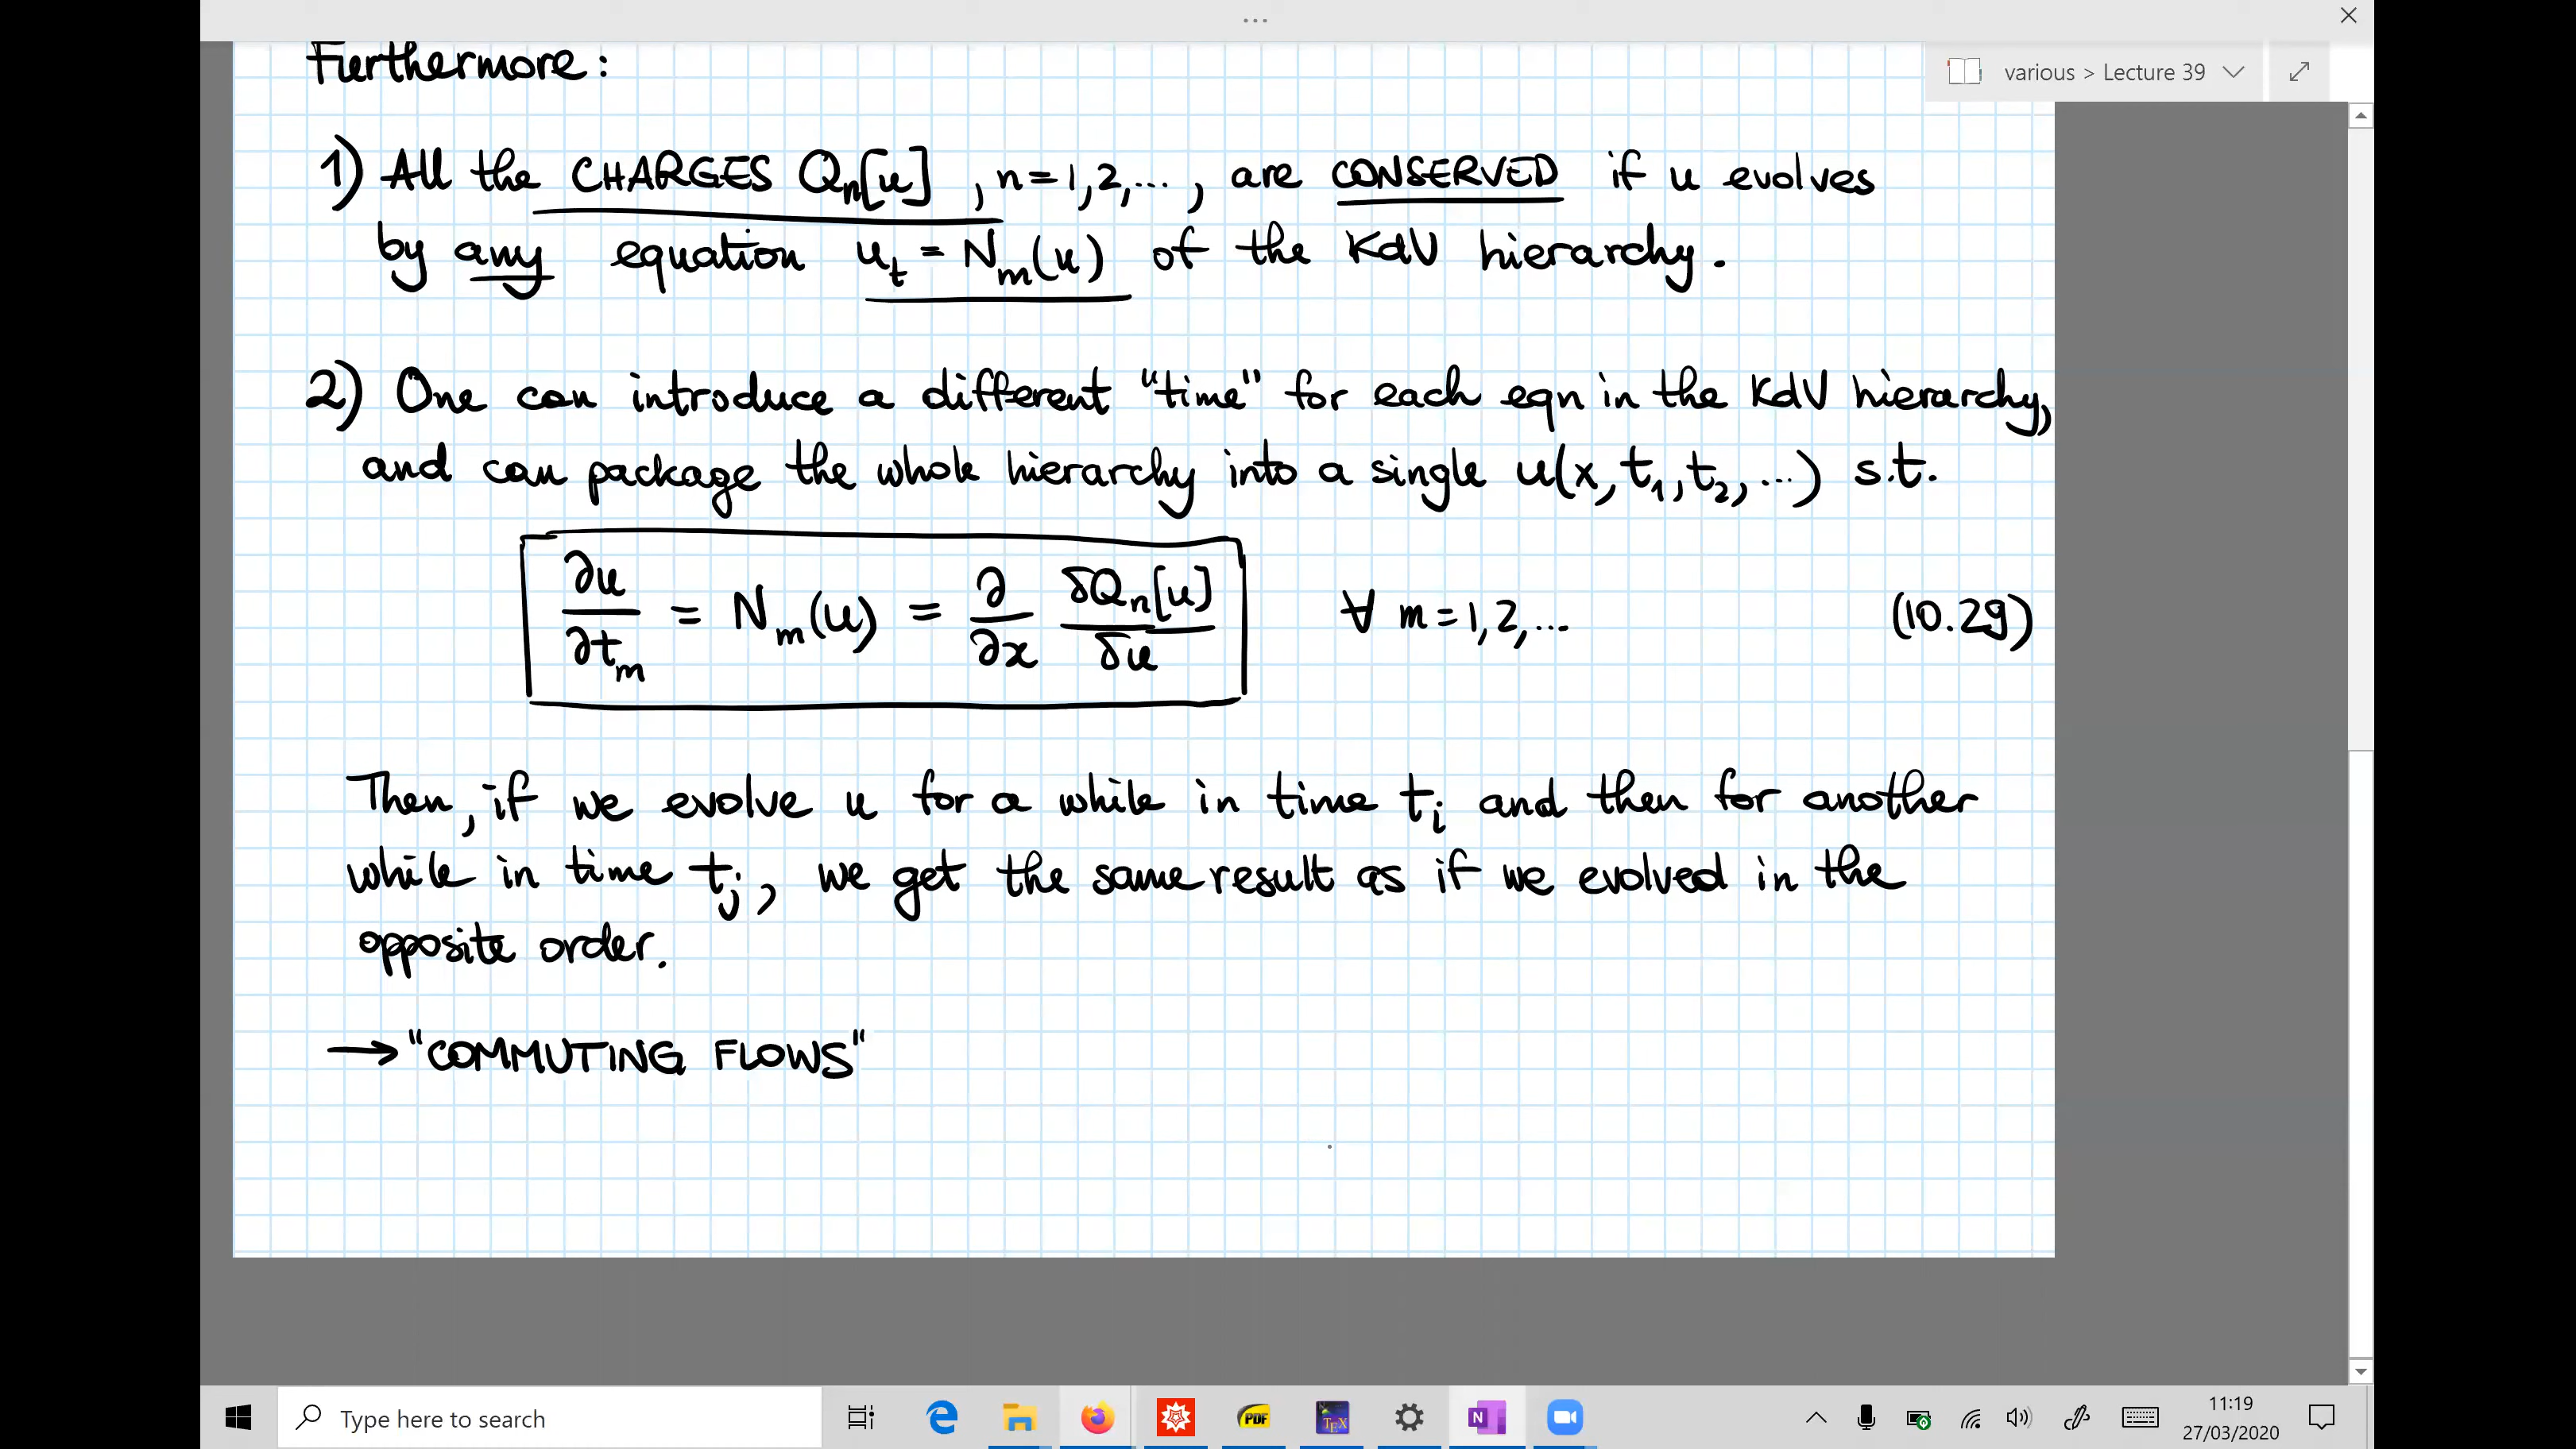 ...
various > Lecture 39
Furthermore:
1) All the CHARGES Qₙ[u], n=1,2,..., are CONSERVED if u evolves
by any equation uₜ = Nₘ(u) of the KdV hierarchy.
2) One can introduce a different "time" for each eqn in the KdV hierarchy,
and can package the whole hierarchy into a single u(x, t₁, t₂, ...) s.t.
∂u/∂tₘ = Nₘ(u) = ∂/∂x δQₙ[u]/δu ∀ m=1,2,... (10.29)
Then, if we evolve u for a while in time tᵢ and then for another
while in time tⱼ, we get the same result as if we evolved in the
opposite order.
→ "COMMUTING FLOWS"
Type here to search
PDF
TEX
N
11:19
27/03/2020